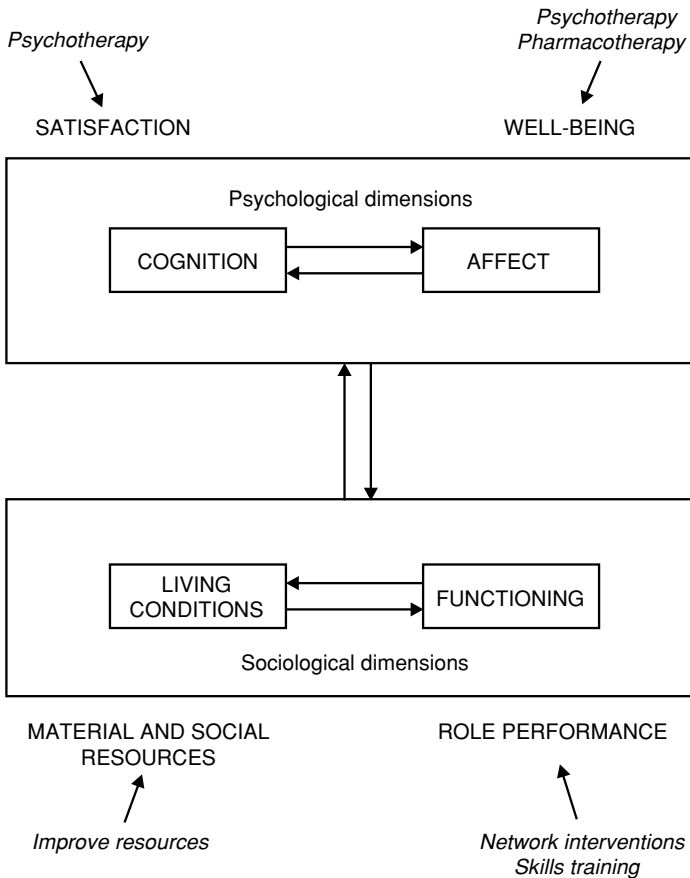 Psychotherapy
Psychotherapy
Pharmacotherapy
SATISFACTION
WELL-BEING
Psychological dimensions
COGNITION
AFFECT
LIVING
CONDITIONS
FUNCTIONING
Sociological dimensions
MATERIAL AND SOCIAL
RESOURCES
ROLE PERFORMANCE
Improve resources
Network interventions
Skills training